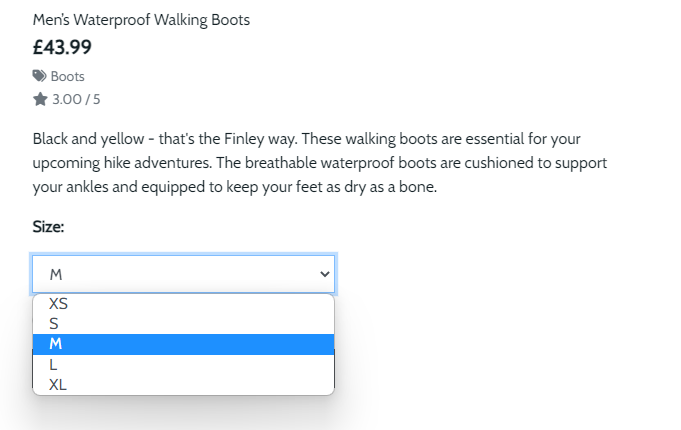 Men's Waterproof Walking Boots
£43.99
Boots
3.00 / 5
Black and yellow - that's the Finley way. These walking boots are essential for your
upcoming hike adventures. The breathable waterproof boots are cushioned to support
your ankles and equipped to keep your feet as dry as a bone.
Size:
M
XS
S
M
L
XL